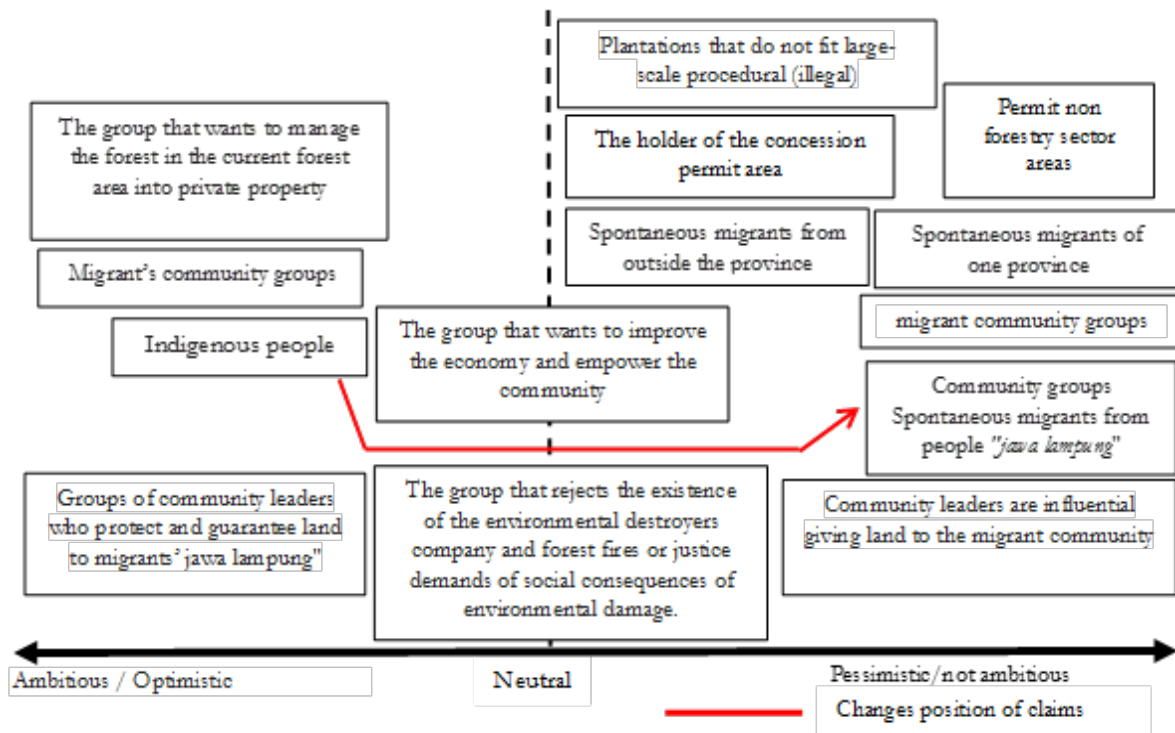 Plantations that do not fit large-
scale procedural (illegal)
The group that wants to manage
the forest in the current forest
area into private property
The holder of the concession
permit area
Permit non
forestry sector
areas
Migrant's community groups
Spontaneous migrants from
outside the province
Spontaneous migrants of
one province
Indigenous people
The group that wants to improve
the economy and empower the
community
migrant community groups
Community groups
Spontaneous migrants from
people "jawa lampung"
Groups of community leaders
who protect and guarantee land
to migrants' jawa lampung"
The group that rejects the existence
of the environmental destroyers
company and forest fires or justice
demands of social consequences of
environmental damage.
Community leaders are influential
giving land to the migrant community
Ambitious / Optimistic
Neutral
Pessimistic/not ambitious
Changes position of claims